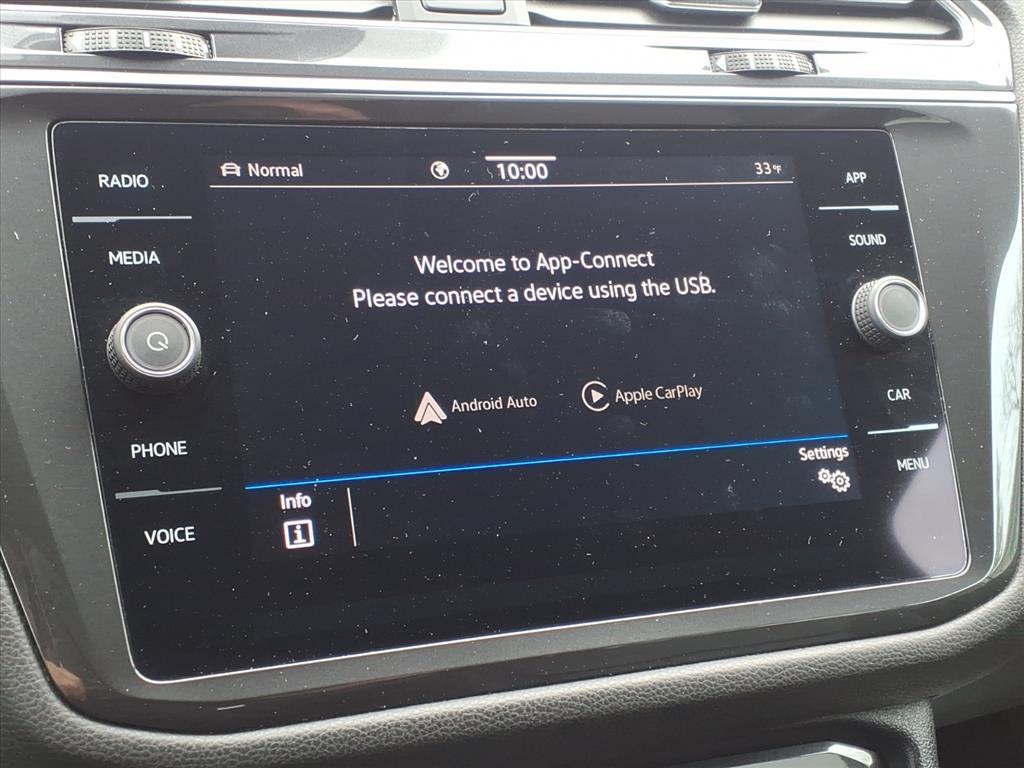 RADIO
MEDIA
PHONE
VOICE
Normal
10:00
33°F
Welcome to App-Connect
Please connect a device using the USB.
Android Auto
Apple CarPlay
Info
i
Settings
APP
SOUND
CAR
MENU